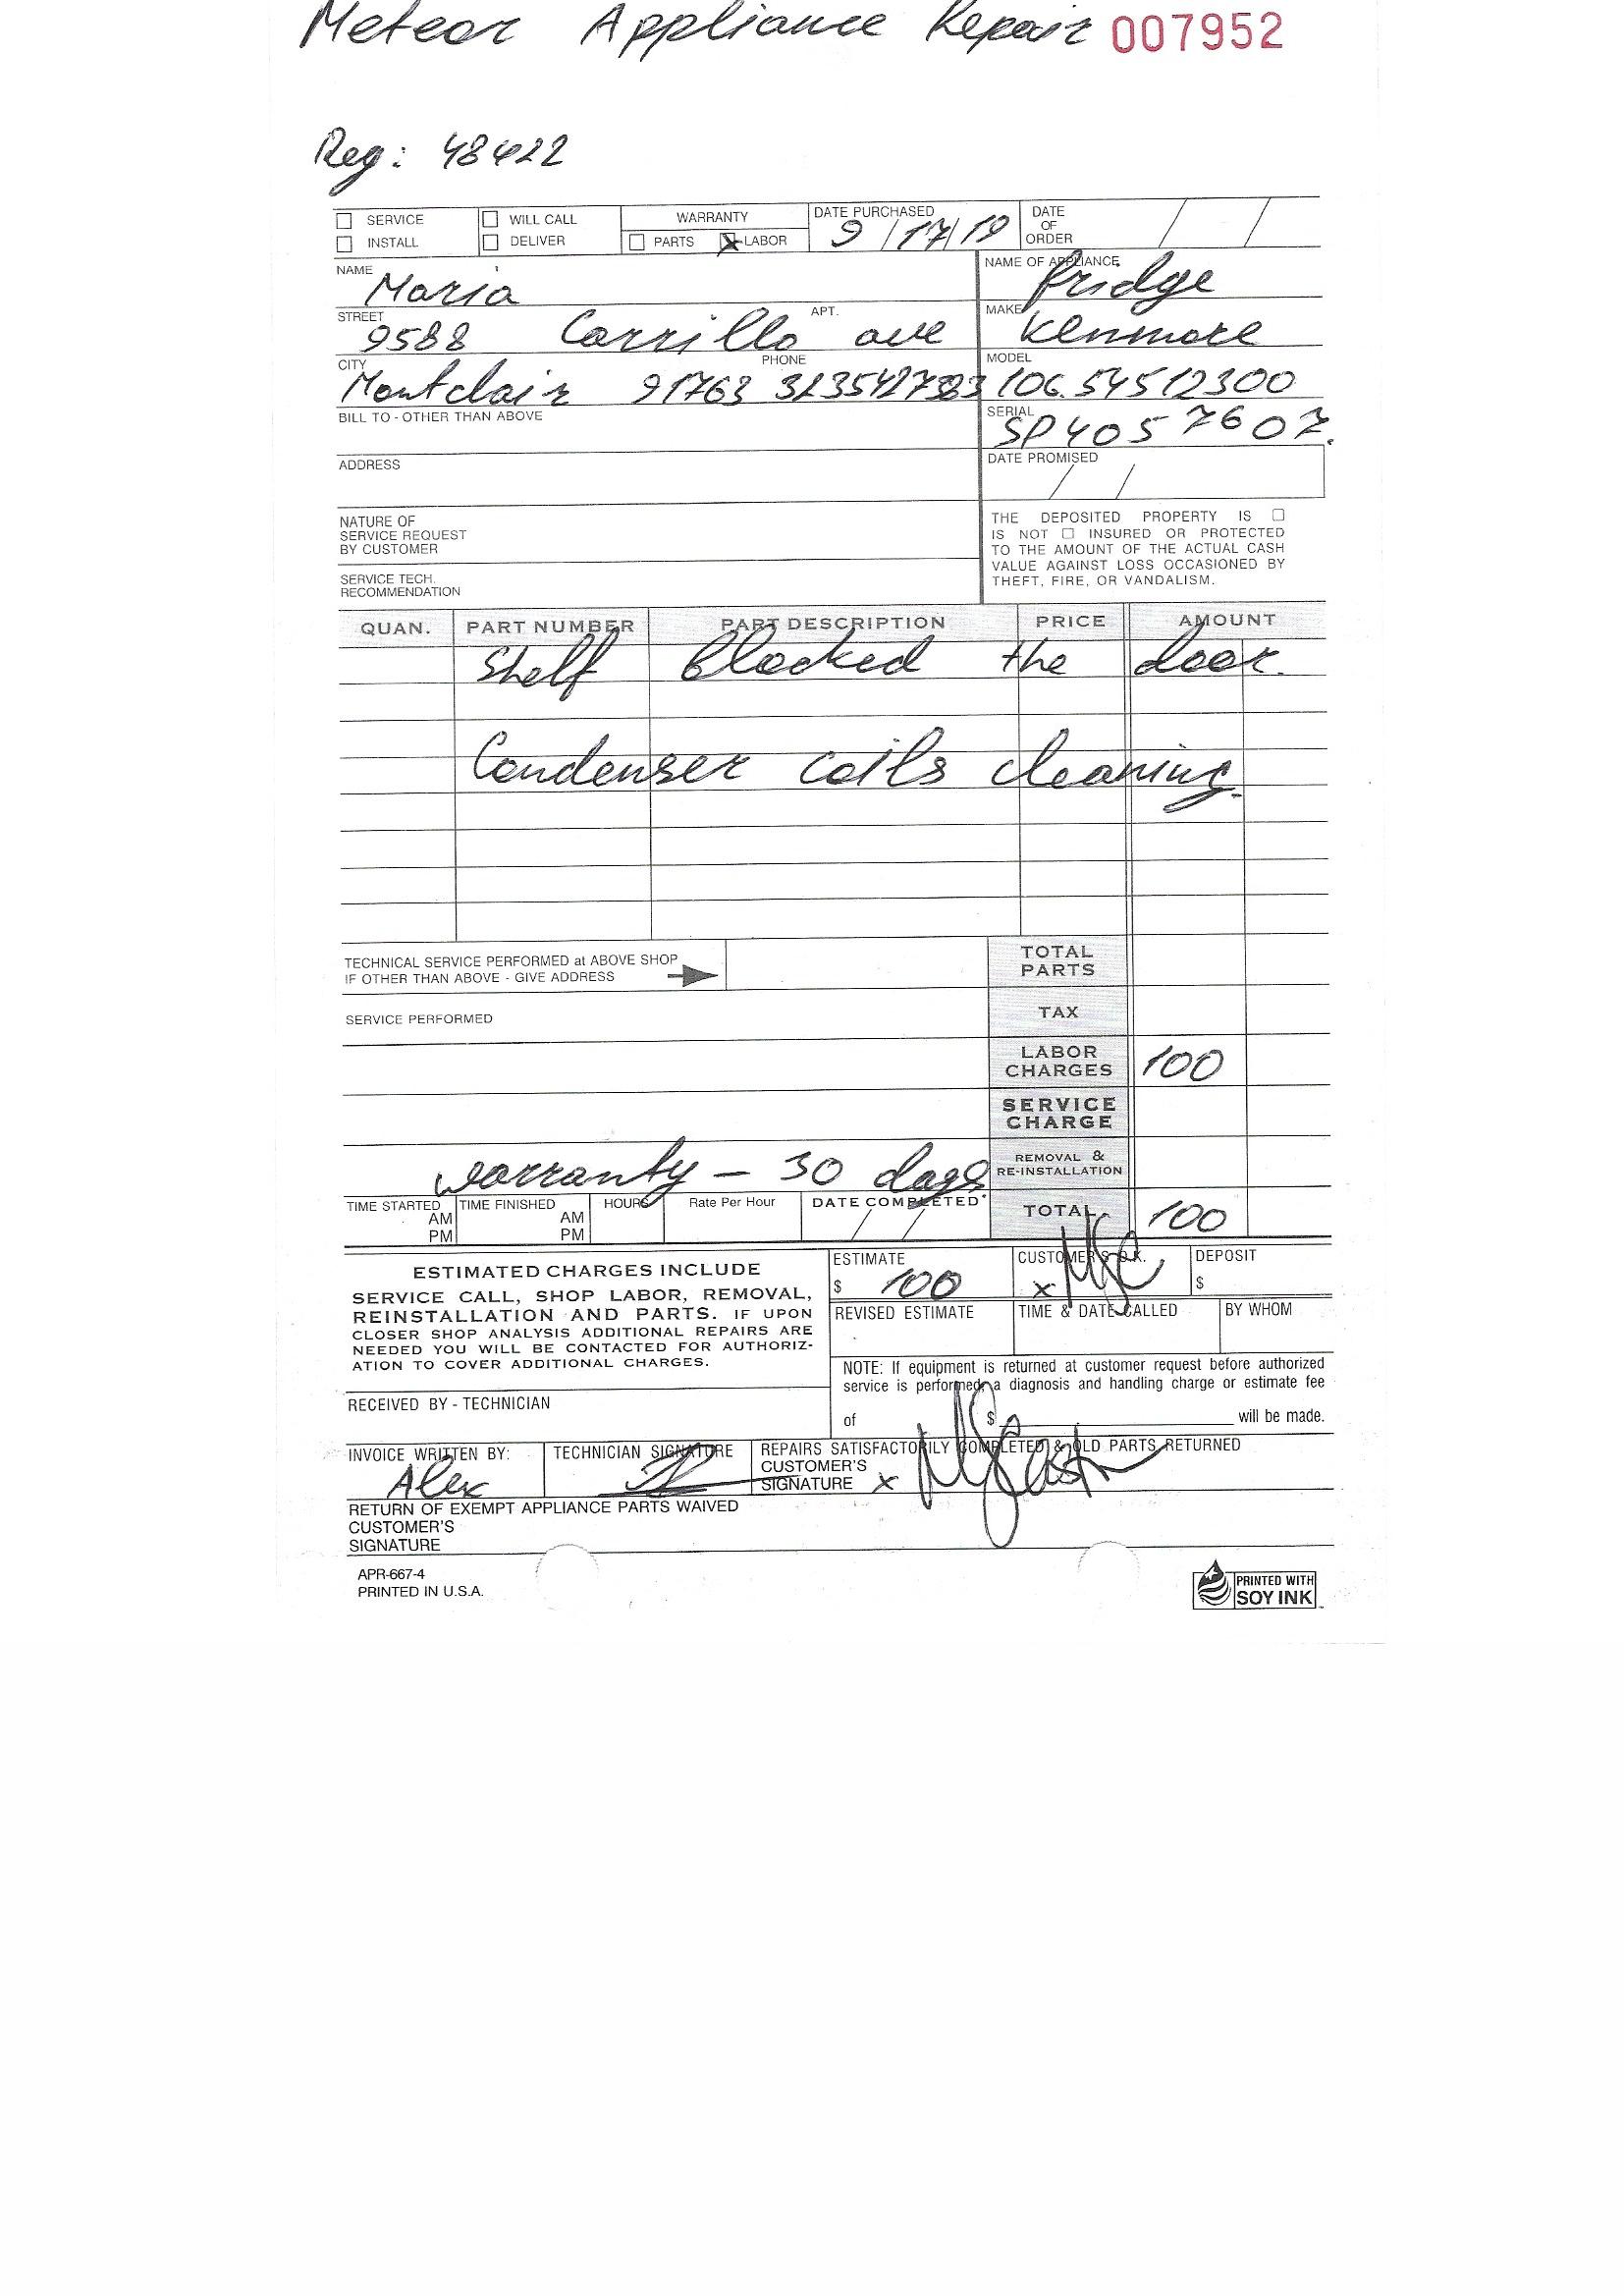 Meteor Appliance Repair 007952
Reg: 48422
SERVICE WILL CALL WARRANTY DATE PURCHASED DATE OF ORDER
INSTALL DELIVER PARTS X LABOR 9/17/19 / /
NAME Maria NAME OF APPLIANCE fridge
STREET 9588 Carrillo ave APT. MAKE Kenmore
CITY Montclair 91763 PHONE MODEL 106.54512300
BILL TO - OTHER THAN ABOVE SERIAL SP4057607.
ADDRESS DATE PROMISED / /
NATURE OF
SERVICE REQUEST
BY CUSTOMER
THE DEPOSITED PROPERTY IS
IS NOT INSURED OR PROTECTED
TO THE AMOUNT OF THE ACTUAL CASH
VALUE AGAINST LOSS OCCASIONED BY
THEFT, FIRE, OR VANDALISM.
SERVICE TECH.
RECOMMENDATION
QUAN. PART NUMBER PART DESCRIPTION PRICE AMOUNT
Shelf Blocked the door.
Condenser coils cleaning.
TECHNICAL SERVICE PERFORMED at ABOVE SHOP
IF OTHER THAN ABOVE - GIVE ADDRESS
TOTAL PARTS
SERVICE PERFORMED TAX
LABOR CHARGES 100
SERVICE CHARGE
warranty - 30 days REMOVAL & RE-INSTALLATION
TIME STARTED AM PM TIME FINISHED AM PM HOURS Rate Per Hour DATE COMPLETED / / TOTAL 100
ESTIMATED CHARGES INCLUDE
SERVICE CALL, SHOP LABOR, REMOVAL,
REINSTALLATION AND PARTS. IF UPON
CLOSER SHOP ANALYSIS ADDITIONAL REPAIRS ARE
NEEDED YOU WILL BE CONTACTED FOR AUTHORIZ-
ATION TO COVER ADDITIONAL CHARGES.
ESTIMATE $ 100 CUSTOMER'S O.K. x DEPOSIT $
REVISED ESTIMATE TIME & DATE CALLED BY WHOM
NOTE: If equipment is returned at customer request before authorized
service is performed, a diagnosis and handling charge or estimate fee
of $ will be made.
RECEIVED BY - TECHNICIAN
INVOICE WRITTEN BY: Alex TECHNICIAN SIGNATURE
REPAIRS SATISFACTORILY COMPLETED & OLD PARTS RETURNED
CUSTOMER'S
SIGNATURE x
RETURN OF EXEMPT APPLIANCE PARTS WAIVED
CUSTOMER'S
SIGNATURE
APR-667-4
PRINTED IN U.S.A.
PRINTED WITH
SOY INK